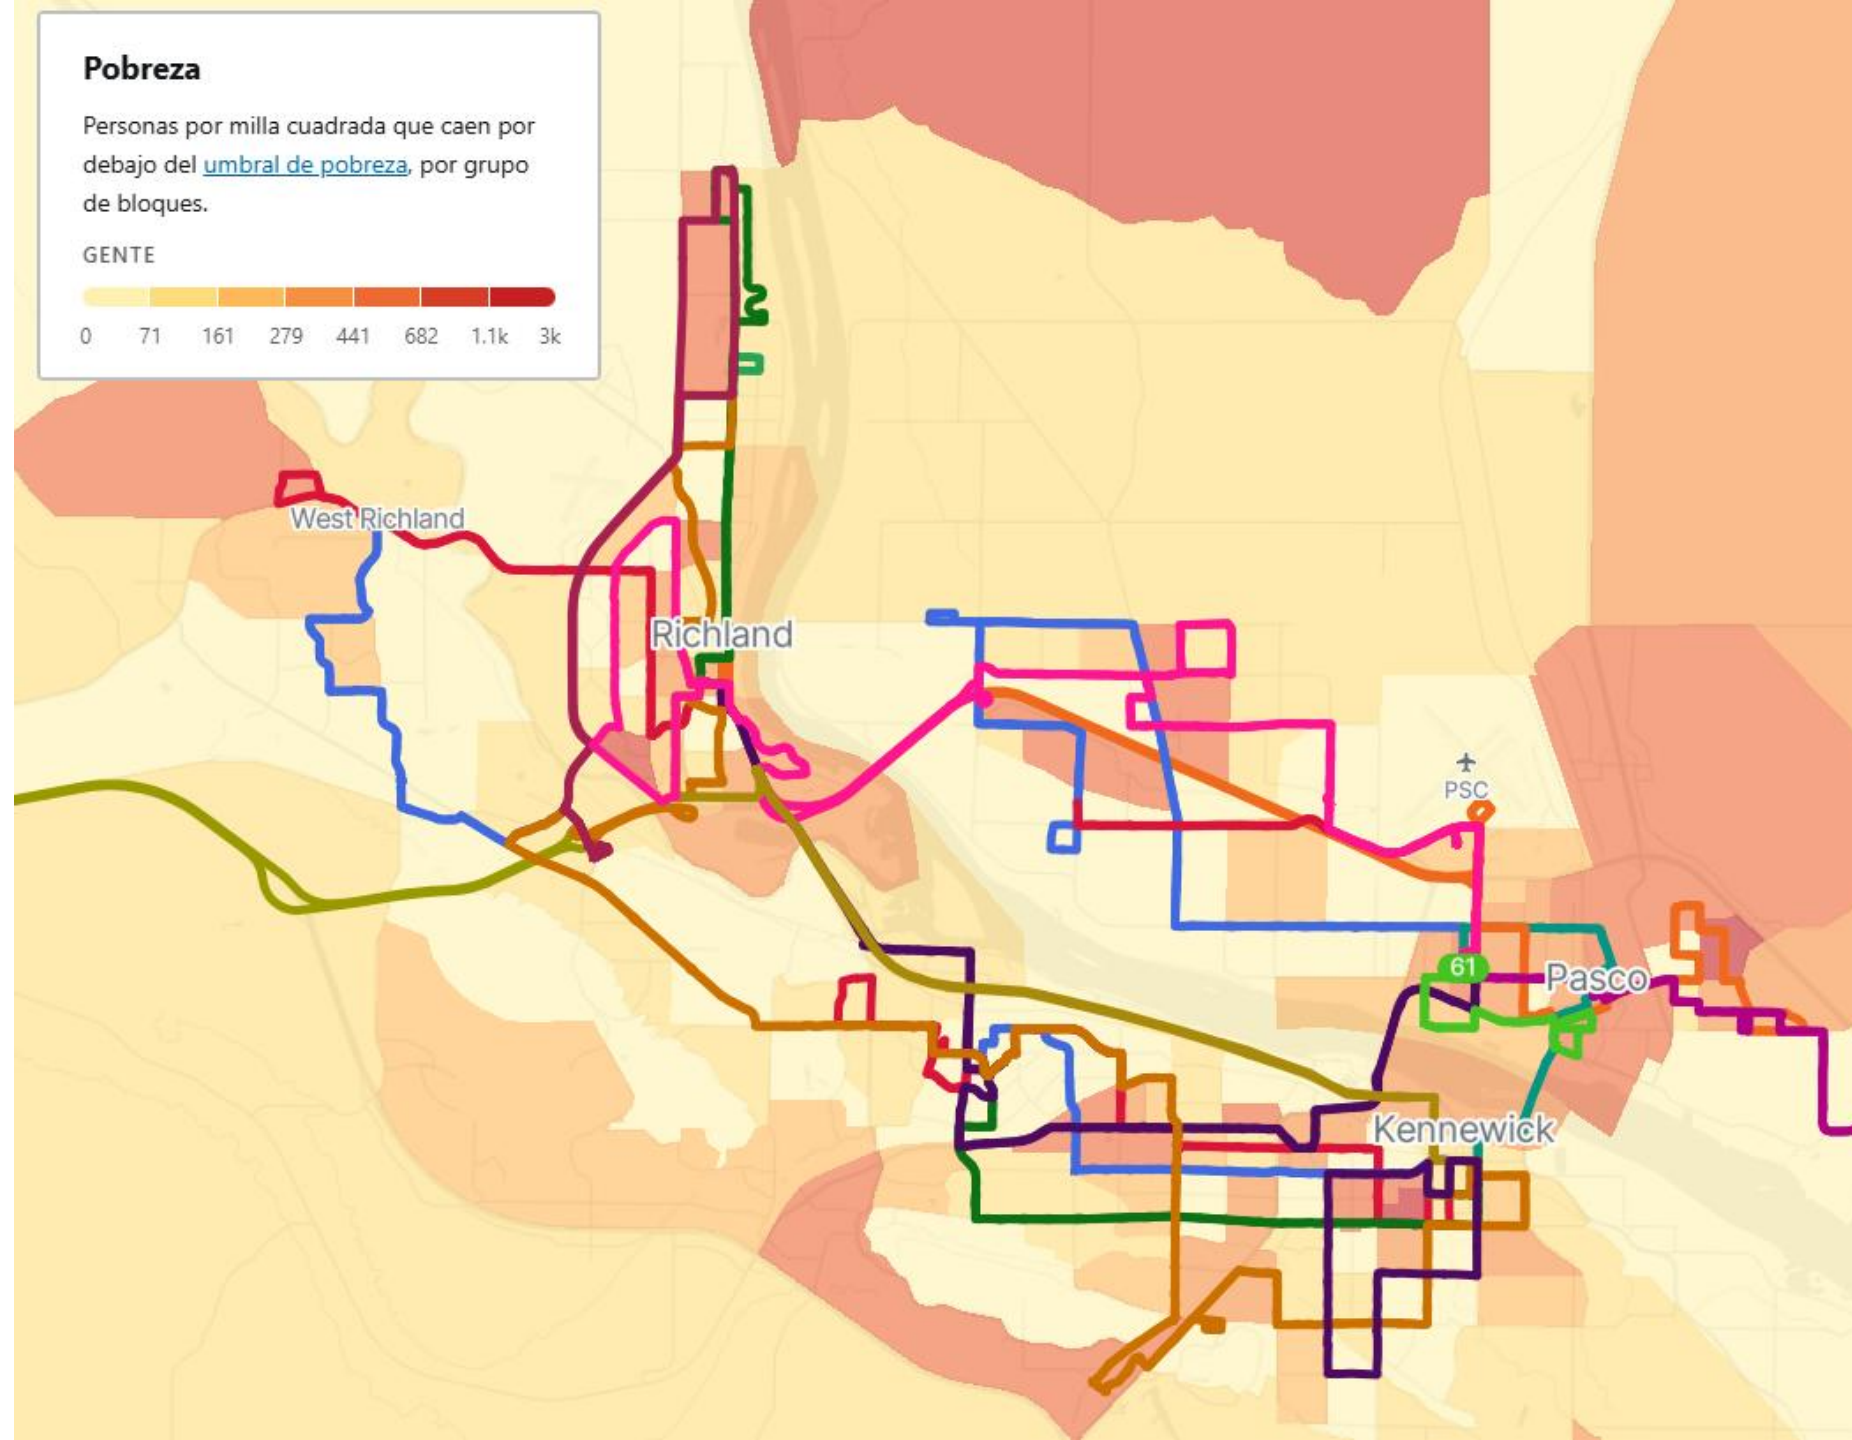 Pobreza
Personas por milla cuadrada que caen por
debajo del umbral de pobreza, por grupo
de bloques.
GENTE
0 71 161 279 441 682 1.1k 3k
West Richland
Richland
PSC
61
Pasco
Kennewick